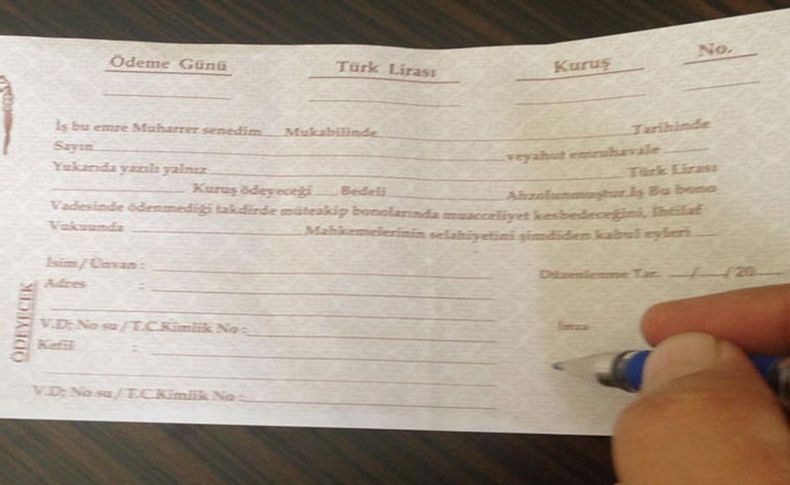 Ödeme Günü Türk Lirası Kuruş No.
İş bu emre Muharrer senedim Mukabilinde Tarihinde
Sayın veyahut emruhavale
Yukarıda yazılı yalnız Türk Lirası
Kuruş ödeyeceği Bedeli Ahzolunmuştur. İş Bu bono
Vadesinde ödenmediği takdirde müteakip bonolarında muacceliyet kesbedeceğini, İhtilaf
Vukuunda Mahkemelerinin selahiyetini şimdiden kabul eyleri
ÖDEYECEK
İsim / Ünvan : Düzenlenme Tar. / / 20
Adres :
V.D; No su / T.C.Kimlik No : İmza
Kefil :
V.D; No su / T.C.Kimlik No :